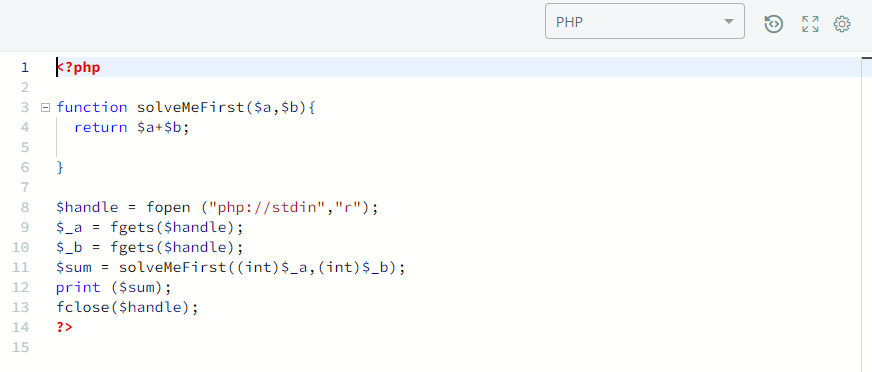 PHP
1 <?php
2
3 function solveMeFirst($a,$b){
4   return $a+$b;
5
6 }
7
8 $handle = fopen ("php://stdin","r");
9 $_a = fgets($handle);
10 $_b = fgets($handle);
11 $sum = solveMeFirst((int)$_a,(int)$_b);
12 print ($sum);
13 fclose($handle);
14 ?>
15